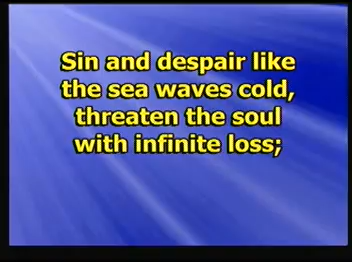 Sin and despair like
the sea waves cold,
threaten the soul
with infinite loss;